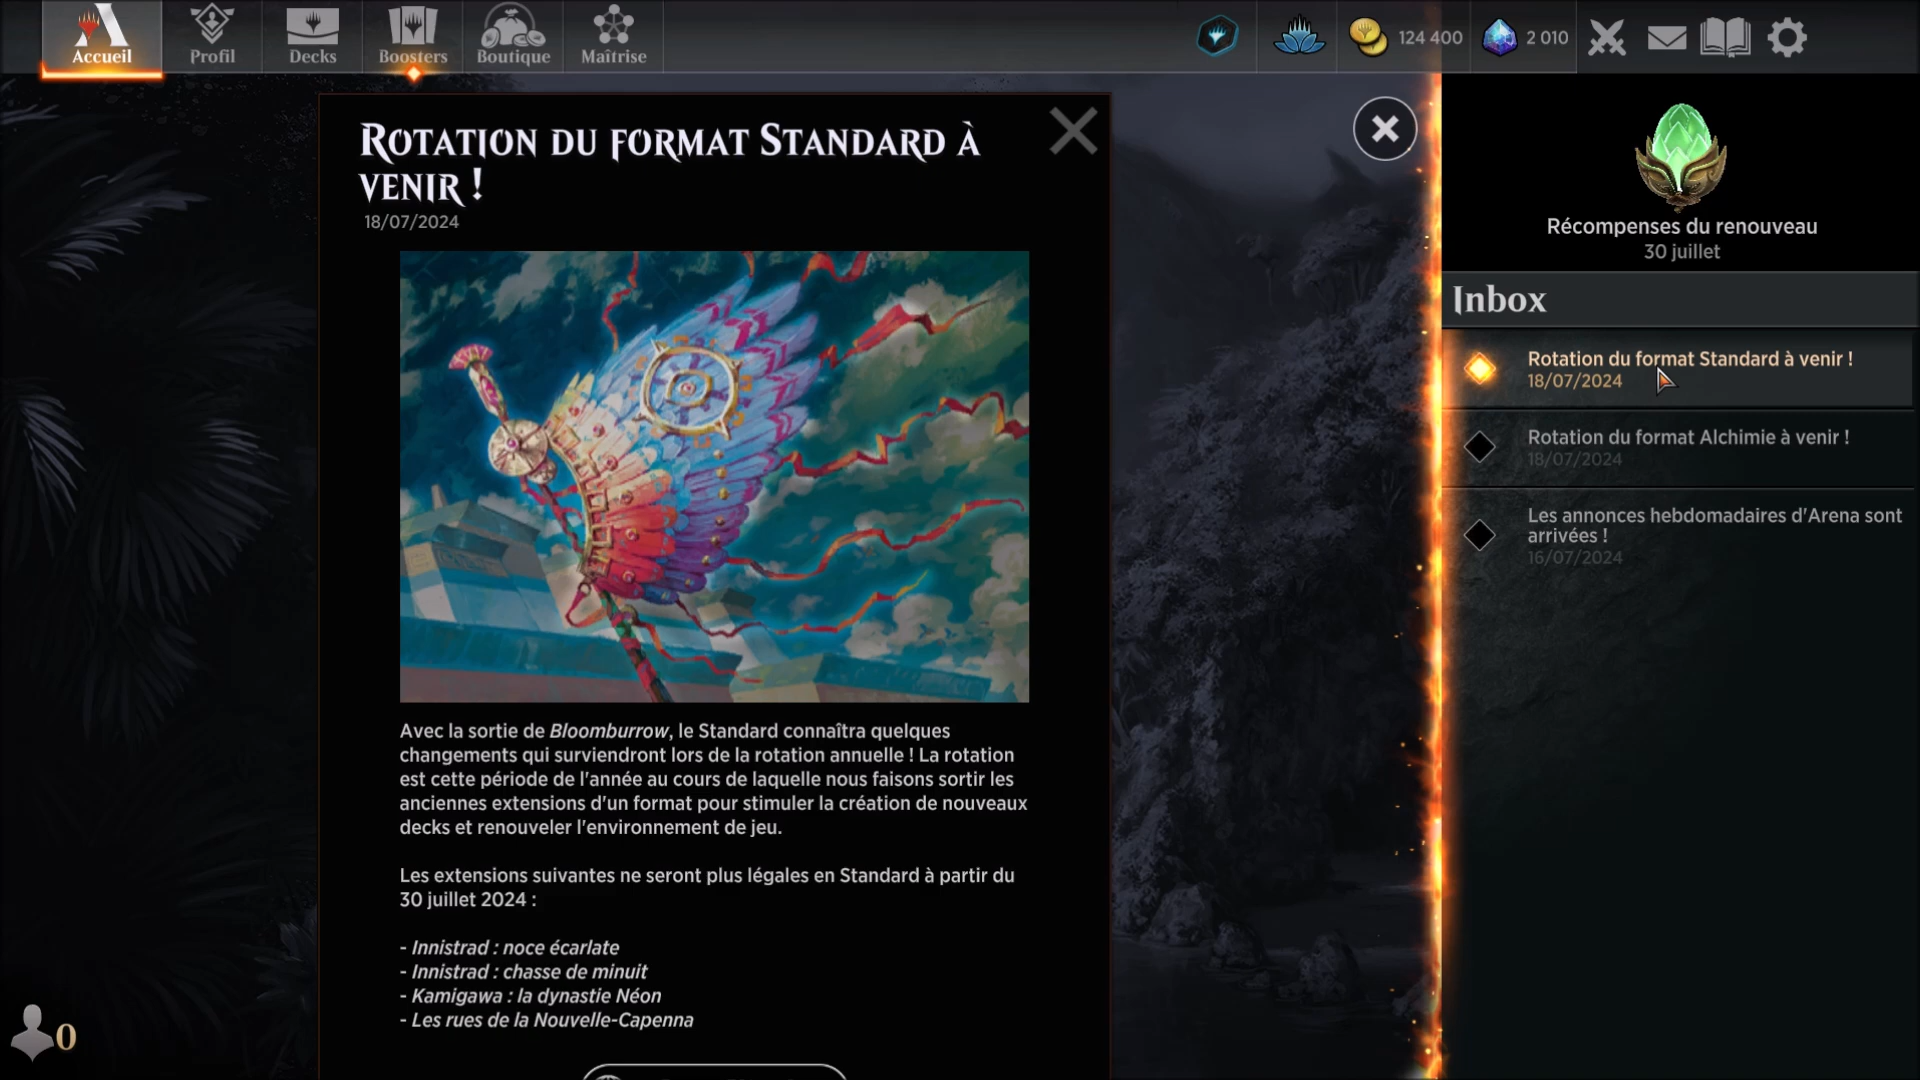 Accueil
Profil
Decks
Boosters
Boutique
Maîtrise
124 400
2 010
Rotation du format Standard à
venir !
18/07/2024
Avec la sortie de Bloomburrow, le Standard connaîtra quelques
changements qui surviendront lors de la rotation annuelle ! La rotation
est cette période de l'année au cours de laquelle nous faisons sortir les
anciennes extensions d'un format pour stimuler la création de nouveaux
decks et renouveler l'environnement de jeu.
Les extensions suivantes ne seront plus légales en Standard à partir du
30 juillet 2024 :
- Innistrad : noce écarlate
- Innistrad : chasse de minuit
- Kamigawa : la dynastie Néon
- Les rues de la Nouvelle-Capenna
0
Récompenses du renouveau
30 juillet
Inbox
Rotation du format Standard à venir !
18/07/2024
Rotation du format Alchimie à venir !
18/07/2024
Les annonces hebdomadaires d'Arena sont
arrivées !
16/07/2024